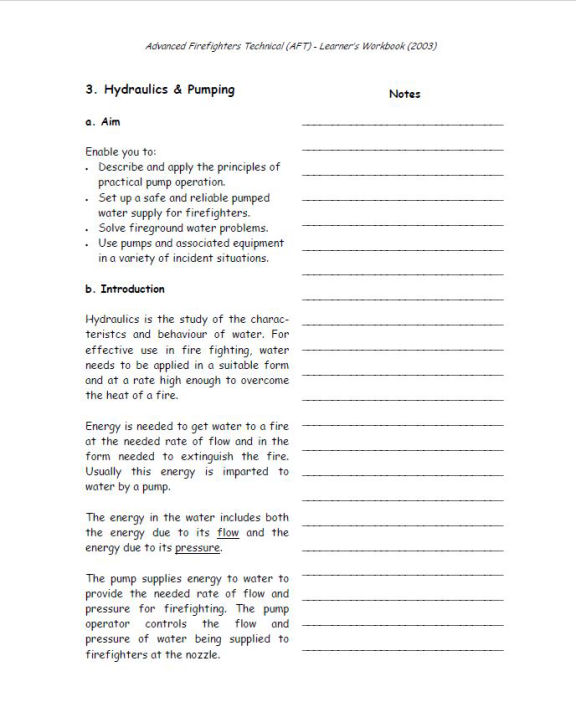 Advanced Firefighters Technical (AFT) - Learner's Workbook (2003)
3. Hydraulics & Pumping
Notes
a. Aim
Enable you to:
• Describe and apply the principles of
practical pump operation.
• Set up a safe and reliable pumped
water supply for firefighters.
• Solve fireground water problems.
• Use pumps and associated equipment
in a variety of incident situations.
b. Introduction
Hydraulics is the study of the charac-
teristcs and behaviour of water. For
effective use in fire fighting, water
needs to be applied in a suitable form
and at a rate high enough to overcome
the heat of a fire.
Energy is needed to get water to a fire
at the needed rate of flow and in the
form needed to extinguish the fire.
Usually this energy is imparted to
water by a pump.
The energy in the water includes both
the energy due to its flow and the
energy due to its pressure.
The pump supplies energy to water to
provide the needed rate of flow and
pressure for firefighting. The pump
operator controls the flow and
pressure of water being supplied to
firefighters at the nozzle.